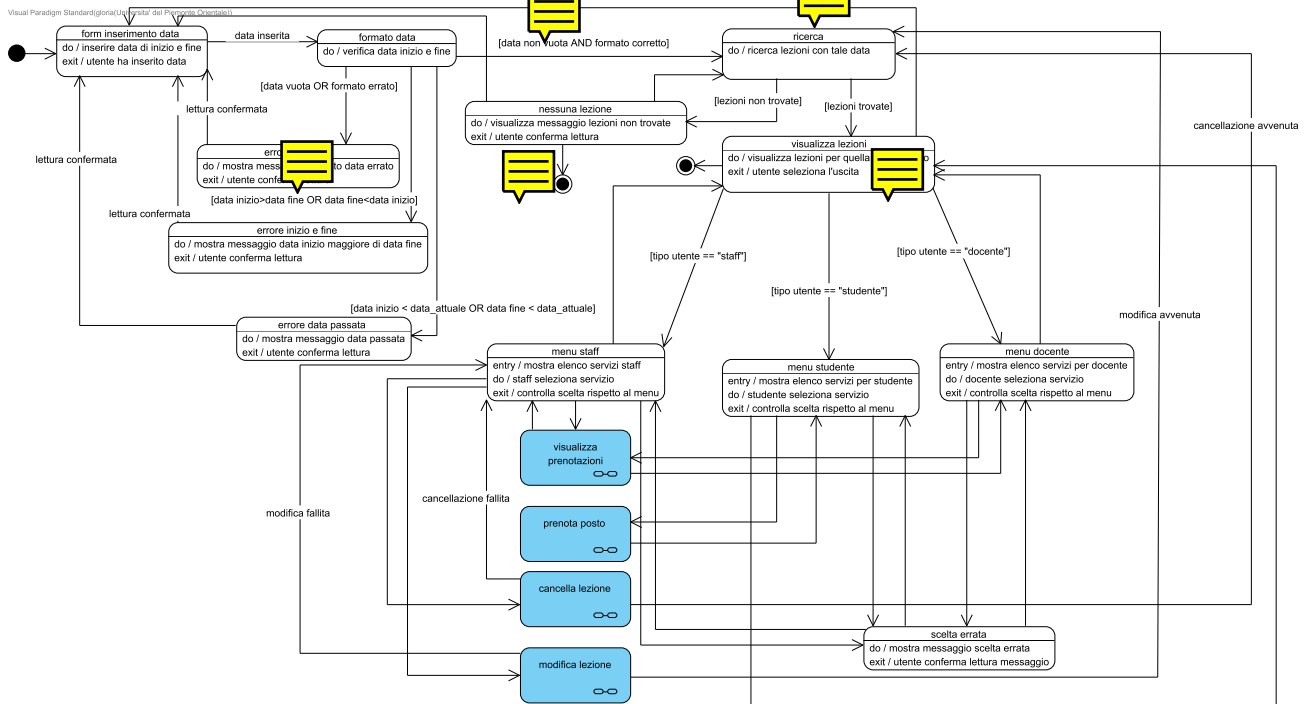 Visual Paradigm Standard(gloria(Universita' del Piemonte Orientale))
form inserimento data
do / inserire data di inizio e fine
exit / utente ha inserito data
data inserita
formato data
do / verifica data inizio e fine
[data non vuota AND formato corretto]
ricerca
do / ricerca lezioni con tale data
[data vuota OR formato errato]
lettura confermata
nessuna lezione
do / visualizza messaggio lezioni non trovate
exit / utente conferma lettura
[lezioni non trovate]
[lezioni trovate]
cancellazione avvenuta
visualizza lezioni
do / visualizza lezioni per quella
exit / utente seleziona l'uscita
do / mostra data errato
exit / utente
lettura confermata
[data inizio>data fine OR data fine<data inizio]
lettura confermata
errore inizio e fine
do / mostra messaggio data inizio maggiore di data fine
exit / utente conferma lettura
[tipo utente == "staff"]
[tipo utente == "studente"]
[tipo utente == "docente"]
[data inizio < data_attuale OR data fine < data_attuale]
modifica avvenuta
errore data passata
do / mostra messaggio data passata
exit / utente conferma lettura
menu staff
entry / mostra elenco servizi staff
do / staff seleziona servizio
exit / controlla scelta rispetto al menu
menu studente
entry / mostra elenco servizi per studente
do / studente seleziona servizio
exit / controlla scelta rispetto al menu
menu docente
entry / mostra elenco servizi per docente
do / docente seleziona servizio
exit / controlla scelta rispetto al menu
visualizza
prenotazioni
cancellazione fallita
modifica fallita
prenota posto
cancella lezione
scelta errata
do / mostra messaggio scelta errata
exit / utente conferma lettura messaggio
modifica lezione